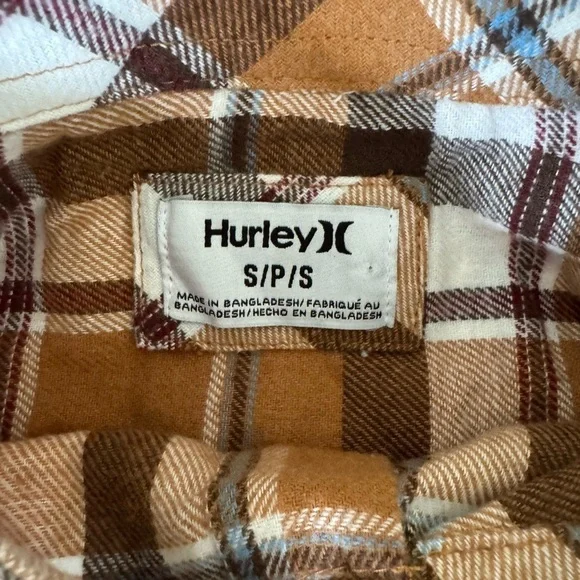 Hurley
S/P/S
MADE IN BANGLADESH/FABRIQUÉ AU
BANGLADESH/HECHO EN BANGLADESH